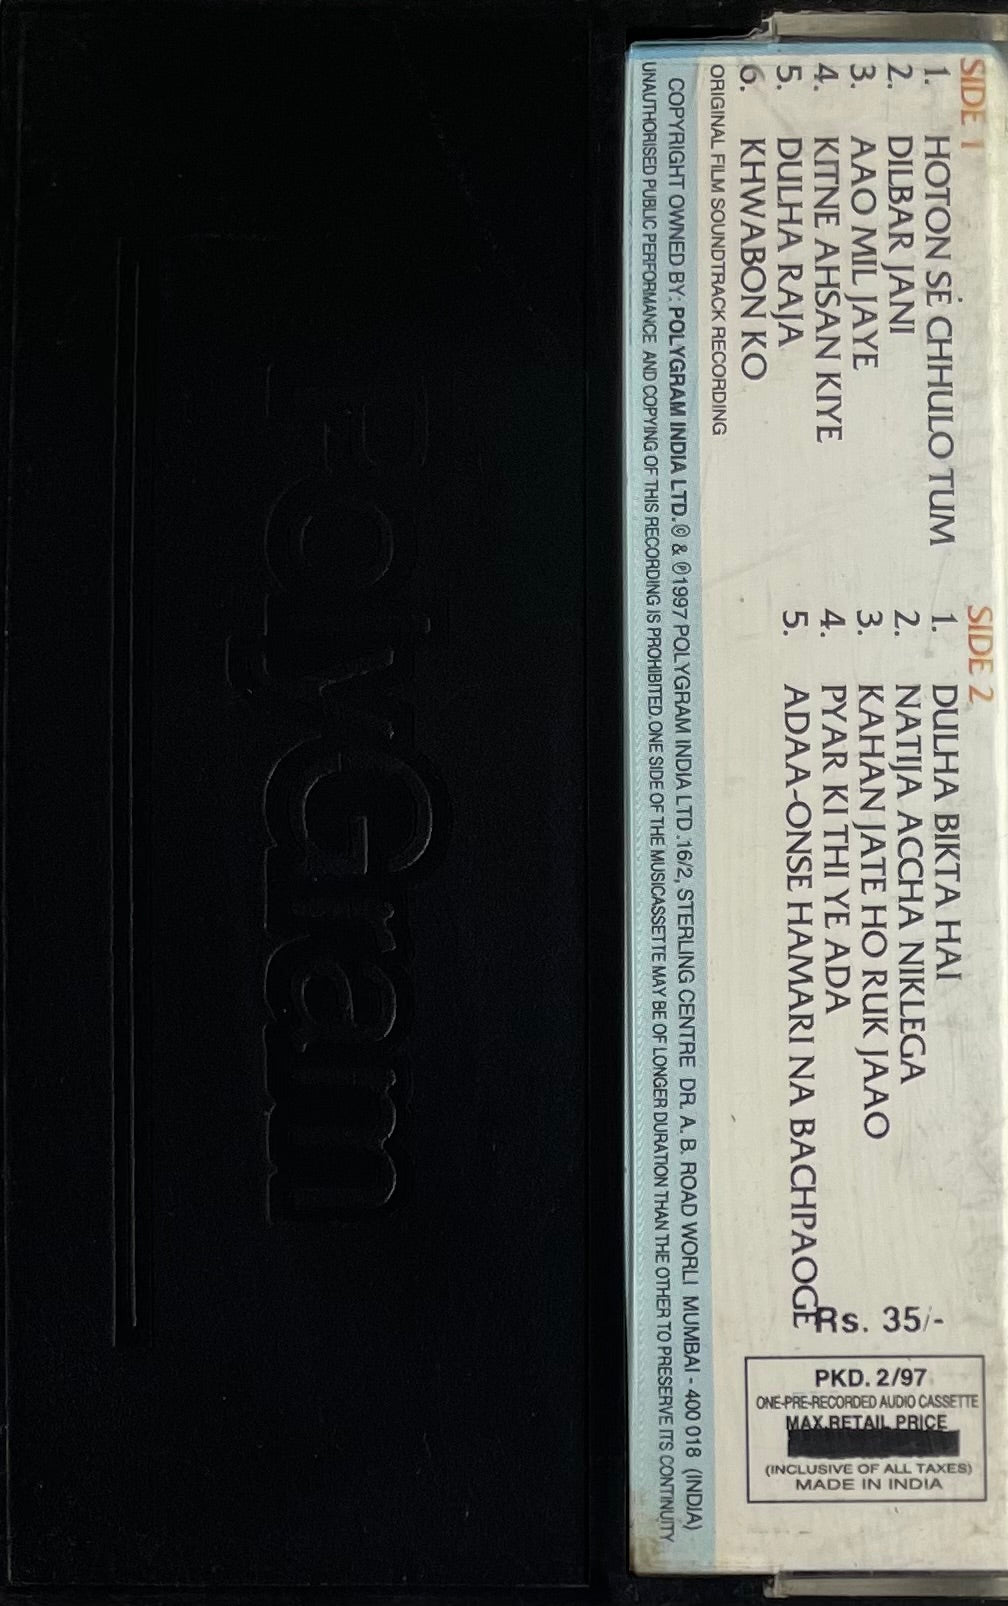 SIDE 1
1. HOTON SE CHHULO TUM
2. DILBAR JANI
3. AAO MIL JAYE
4. KITNE AHSAN KIYE
5. DULHA RAJA
6. KHWABON KO
ORIGINAL FILM SOUNDTRACK RECORDING
SIDE 2
1. DULHA BIKTA HAI
2. NATIJA ACCHA NIKLEGA
3. KAHAN JATE HO RUK JAAO
4. PYAR KI THI YE ADA
5. ADAA-ONSE HAMARI NA BACHPAOGE
COPYRIGHT OWNED BY: POLYGRAM INDIA LTD.© & ℗1997 POLYGRAM INDIA LTD.16/2, STERLING CENTRE DR. A. B. ROAD WORLI MUMBAI - 400 018 (INDIA)
UNAUTHORISED PUBLIC PERFORMANCE AND COPYING OF THIS RECORDING IS PROHIBITED.ONE SIDE OF THE MUSICASSETTE MAY BE OF LONGER DURATION THAN THE OTHER TO PRESERVE ITS CONTINUITY
Rs. 35/-
PKD. 2/97
ONE-PRE-RECORDED AUDIO CASSETTE
MAX.RETAIL PRICE
(INCLUSIVE OF ALL TAXES)
MADE IN INDIA
PolyGram